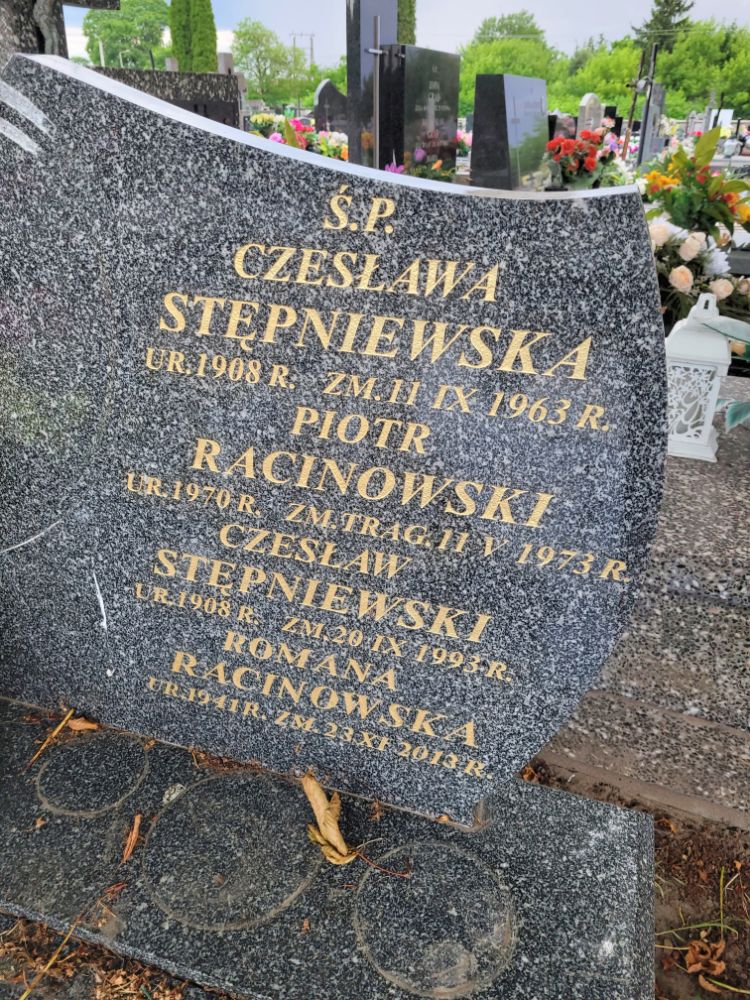 Ś.P.
CZESŁAWA
STĘPNIEWSKA
UR.1908 R. ZM.11 IX 1963 R.
PIOTR
RACINOWSKI
UR.1970 R. ZM.TRAG.11 V 1973 R.
CZESŁAW
STĘPNIEWSKI
UR.1908 R. ZM.20 IX 1993 R.
ROMANA
RACINOWSKA
UR.1941 R. ZM. 23 XI 2013 R.